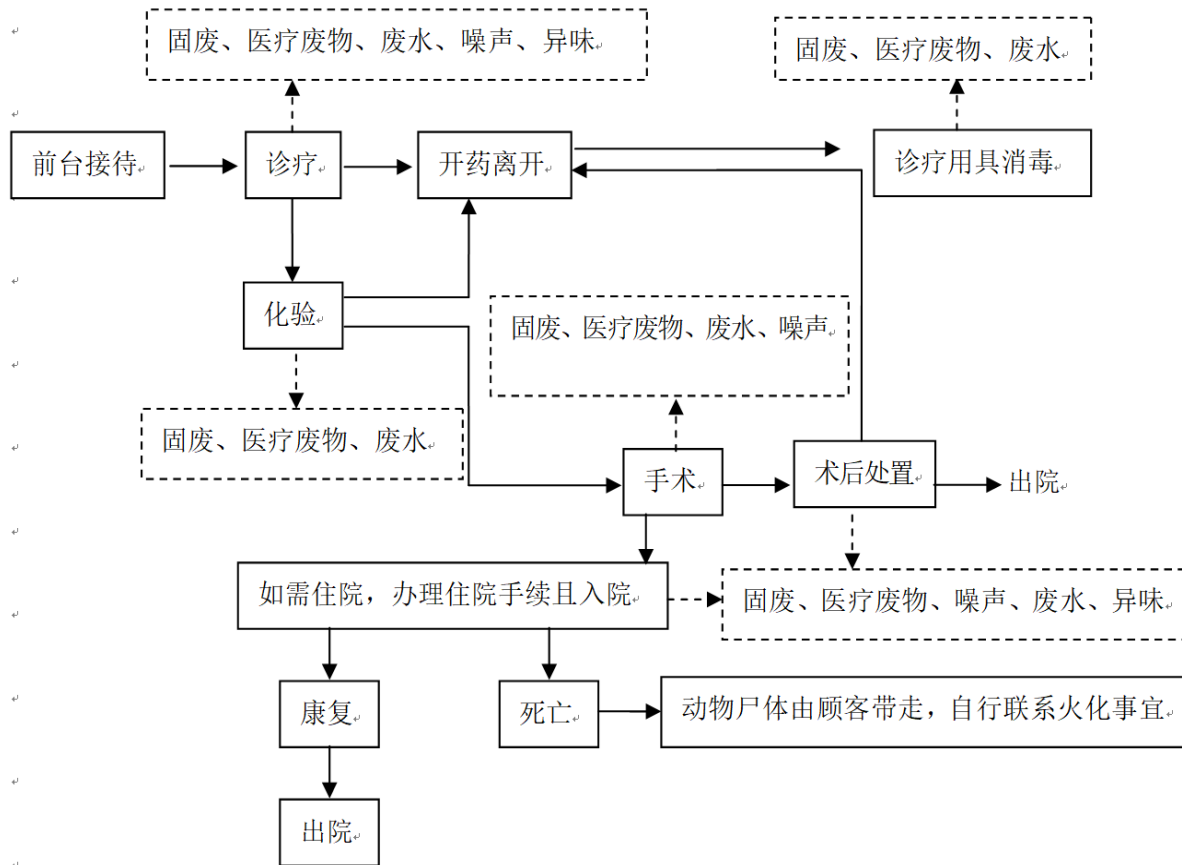 固废、医疗废物、废水、噪声、异味
固废、医疗废物、废水
前台接待
诊疗
开药离开
诊疗用具消毒
化验
固废、医疗废物、废水、噪声
固废、医疗废物、废水
手术
术后处置
出院
如需住院，办理住院手续且入院
固废、医疗废物、噪声、废水、异味
康复
死亡
动物尸体由顾客带走，自行联系火化事宜
出院